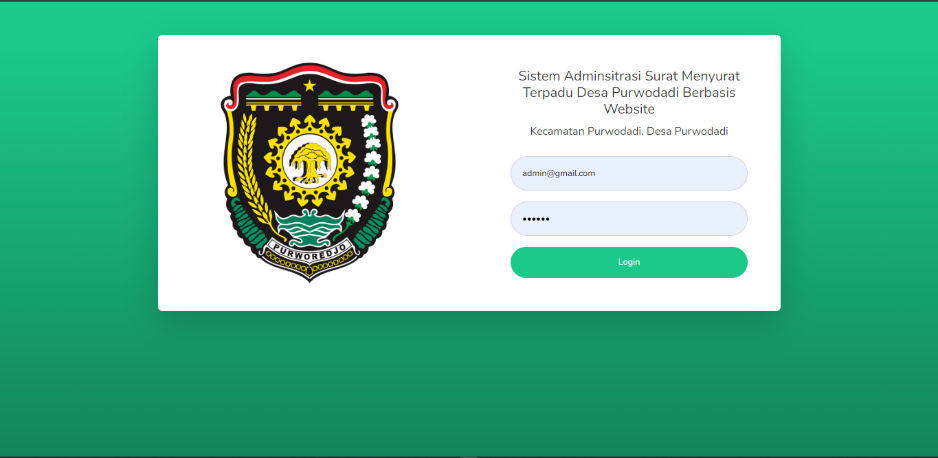 PURWOREDJO
Sistem Adminsitrasi Surat Menyurat
Terpadu Desa Purwodadi Berbasis
Website
Kecamatan Purwodadi, Desa Purwodadi
admin@gmail.com
••••••
Login